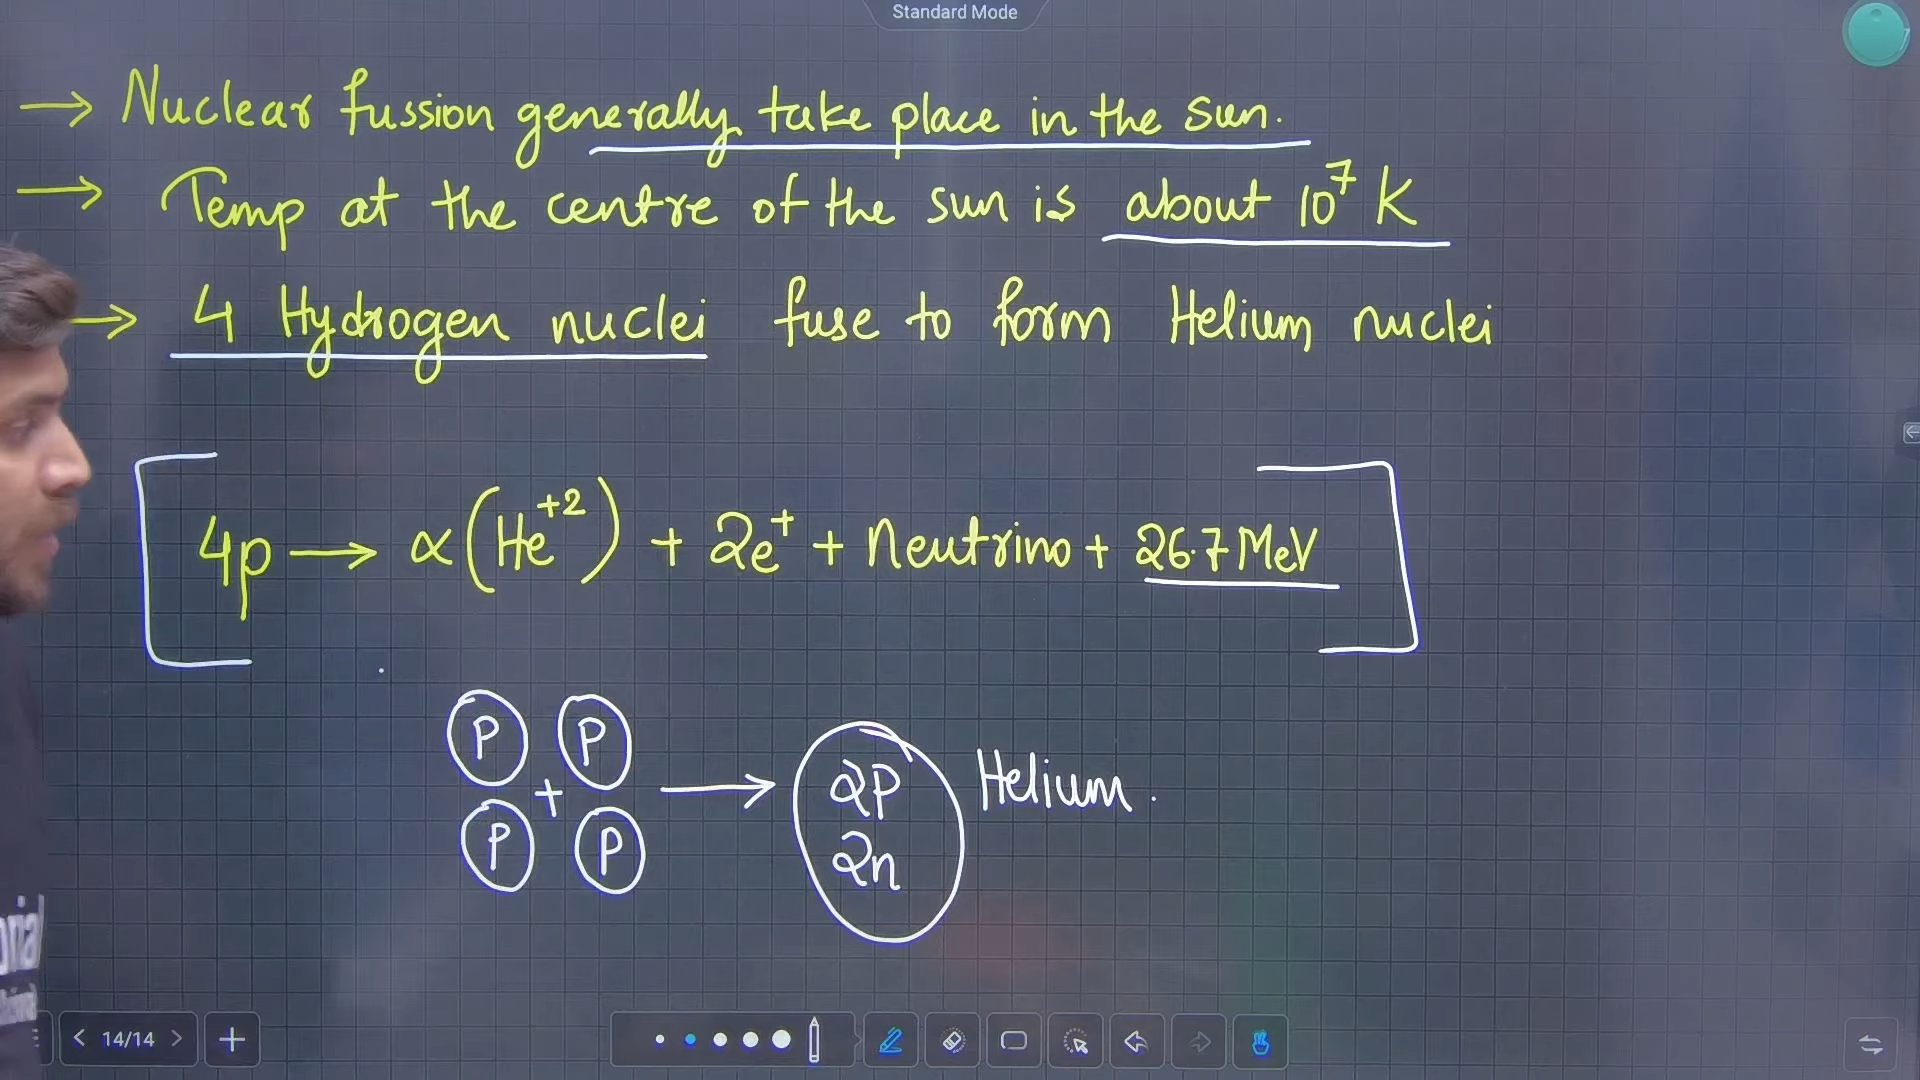 Standard Mode
→ Nuclear fussion generally take place in the sun.
→ Temp at the centre of the sun is about 10⁷ K
→ 4 Hydrogen nuclei fuse to form Helium nuclei
4p → α(He⁺²) + 2e⁺ + Neutrino + 26.7 MeV
P P
+ → 2P Helium.
P P 2n
14/14